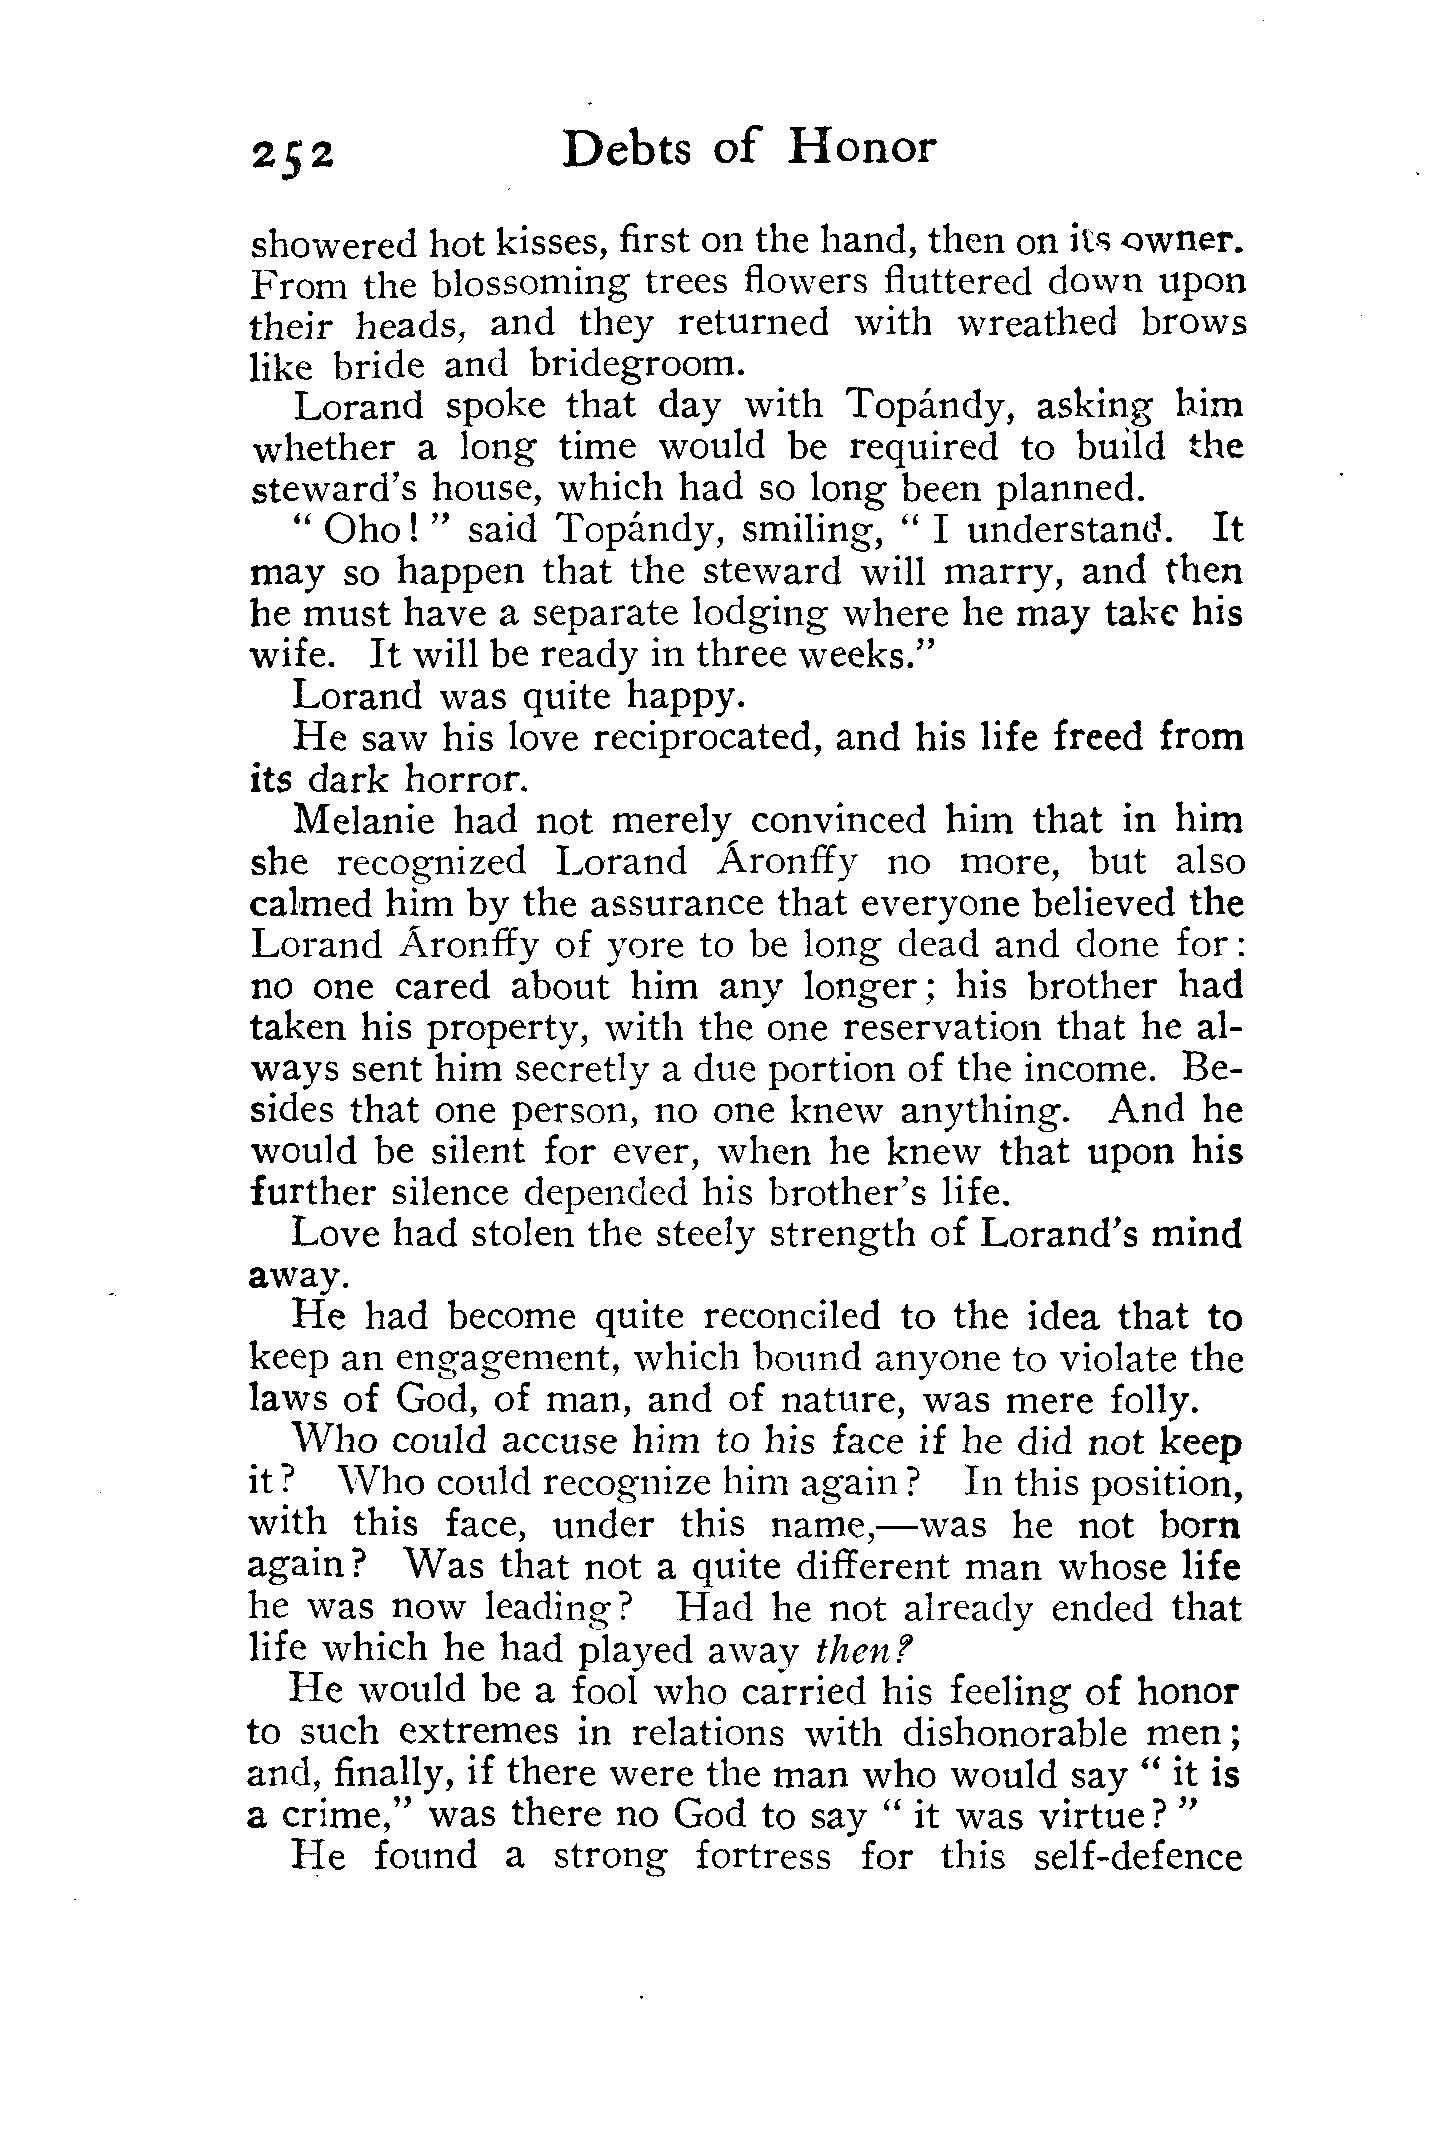 252 Debts of Honor
showered hot kisses, first on the hand, then on its owner.
From the blossoming trees flowers fluttered down upon
their heads, and they returned with wreathed brows
like bride and bridegroom.
Lorand spoke that day with Topándy, asking him
whether a long time would be required to build the
steward's house, which had so long been planned.
" Oho! " said Topándy, smiling, " I understand. It
may so happen that the steward will marry, and then
he must have a separate lodging where he may take his
wife. It will be ready in three weeks."
Lorand was quite happy.
He saw his love reciprocated, and his life freed from
its dark horror.
Melanie had not merely convinced him that in him
she recognized Lorand Áronffy no more, but also
calmed him by the assurance that everyone believed the
Lorand Áronffy of yore to be long dead and done for:
no one cared about him any longer; his brother had
taken his property, with the one reservation that he al-
ways sent him secretly a due portion of the income. Be-
sides that one person, no one knew anything. And he
would be silent for ever, when he knew that upon his
further silence depended his brother's life.
Love had stolen the steely strength of Lorand's mind
away.
He had become quite reconciled to the idea that to
keep an engagement, which bound anyone to violate the
laws of God, of man, and of nature, was mere folly.
Who could accuse him to his face if he did not keep
it? Who could recognize him again? In this position,
with this face, under this name,—was he not born
again? Was that not a quite different man whose life
he was now leading? Had he not already ended that
life which he had played away then?
He would be a fool who carried his feeling of honor
to such extremes in relations with dishonorable men;
and, finally, if there were the man who would say " it is
a crime," was there no God to say " it was virtue? "
He found a strong fortress for this self-defence